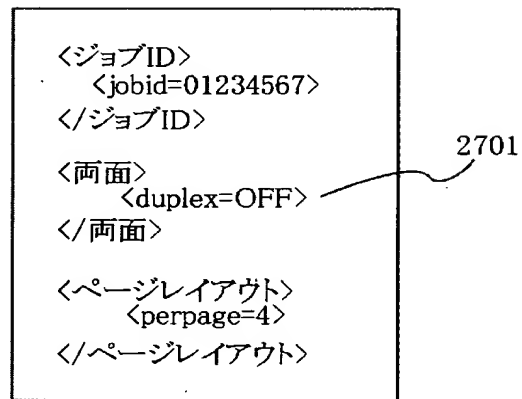 <ジョブID>
<jobid=01234567>
</ジョブID>
<両面>
<duplex=OFF>
2701
</両面>
<ページレイアウト>
<perpage=4>
</ページレイアウト>